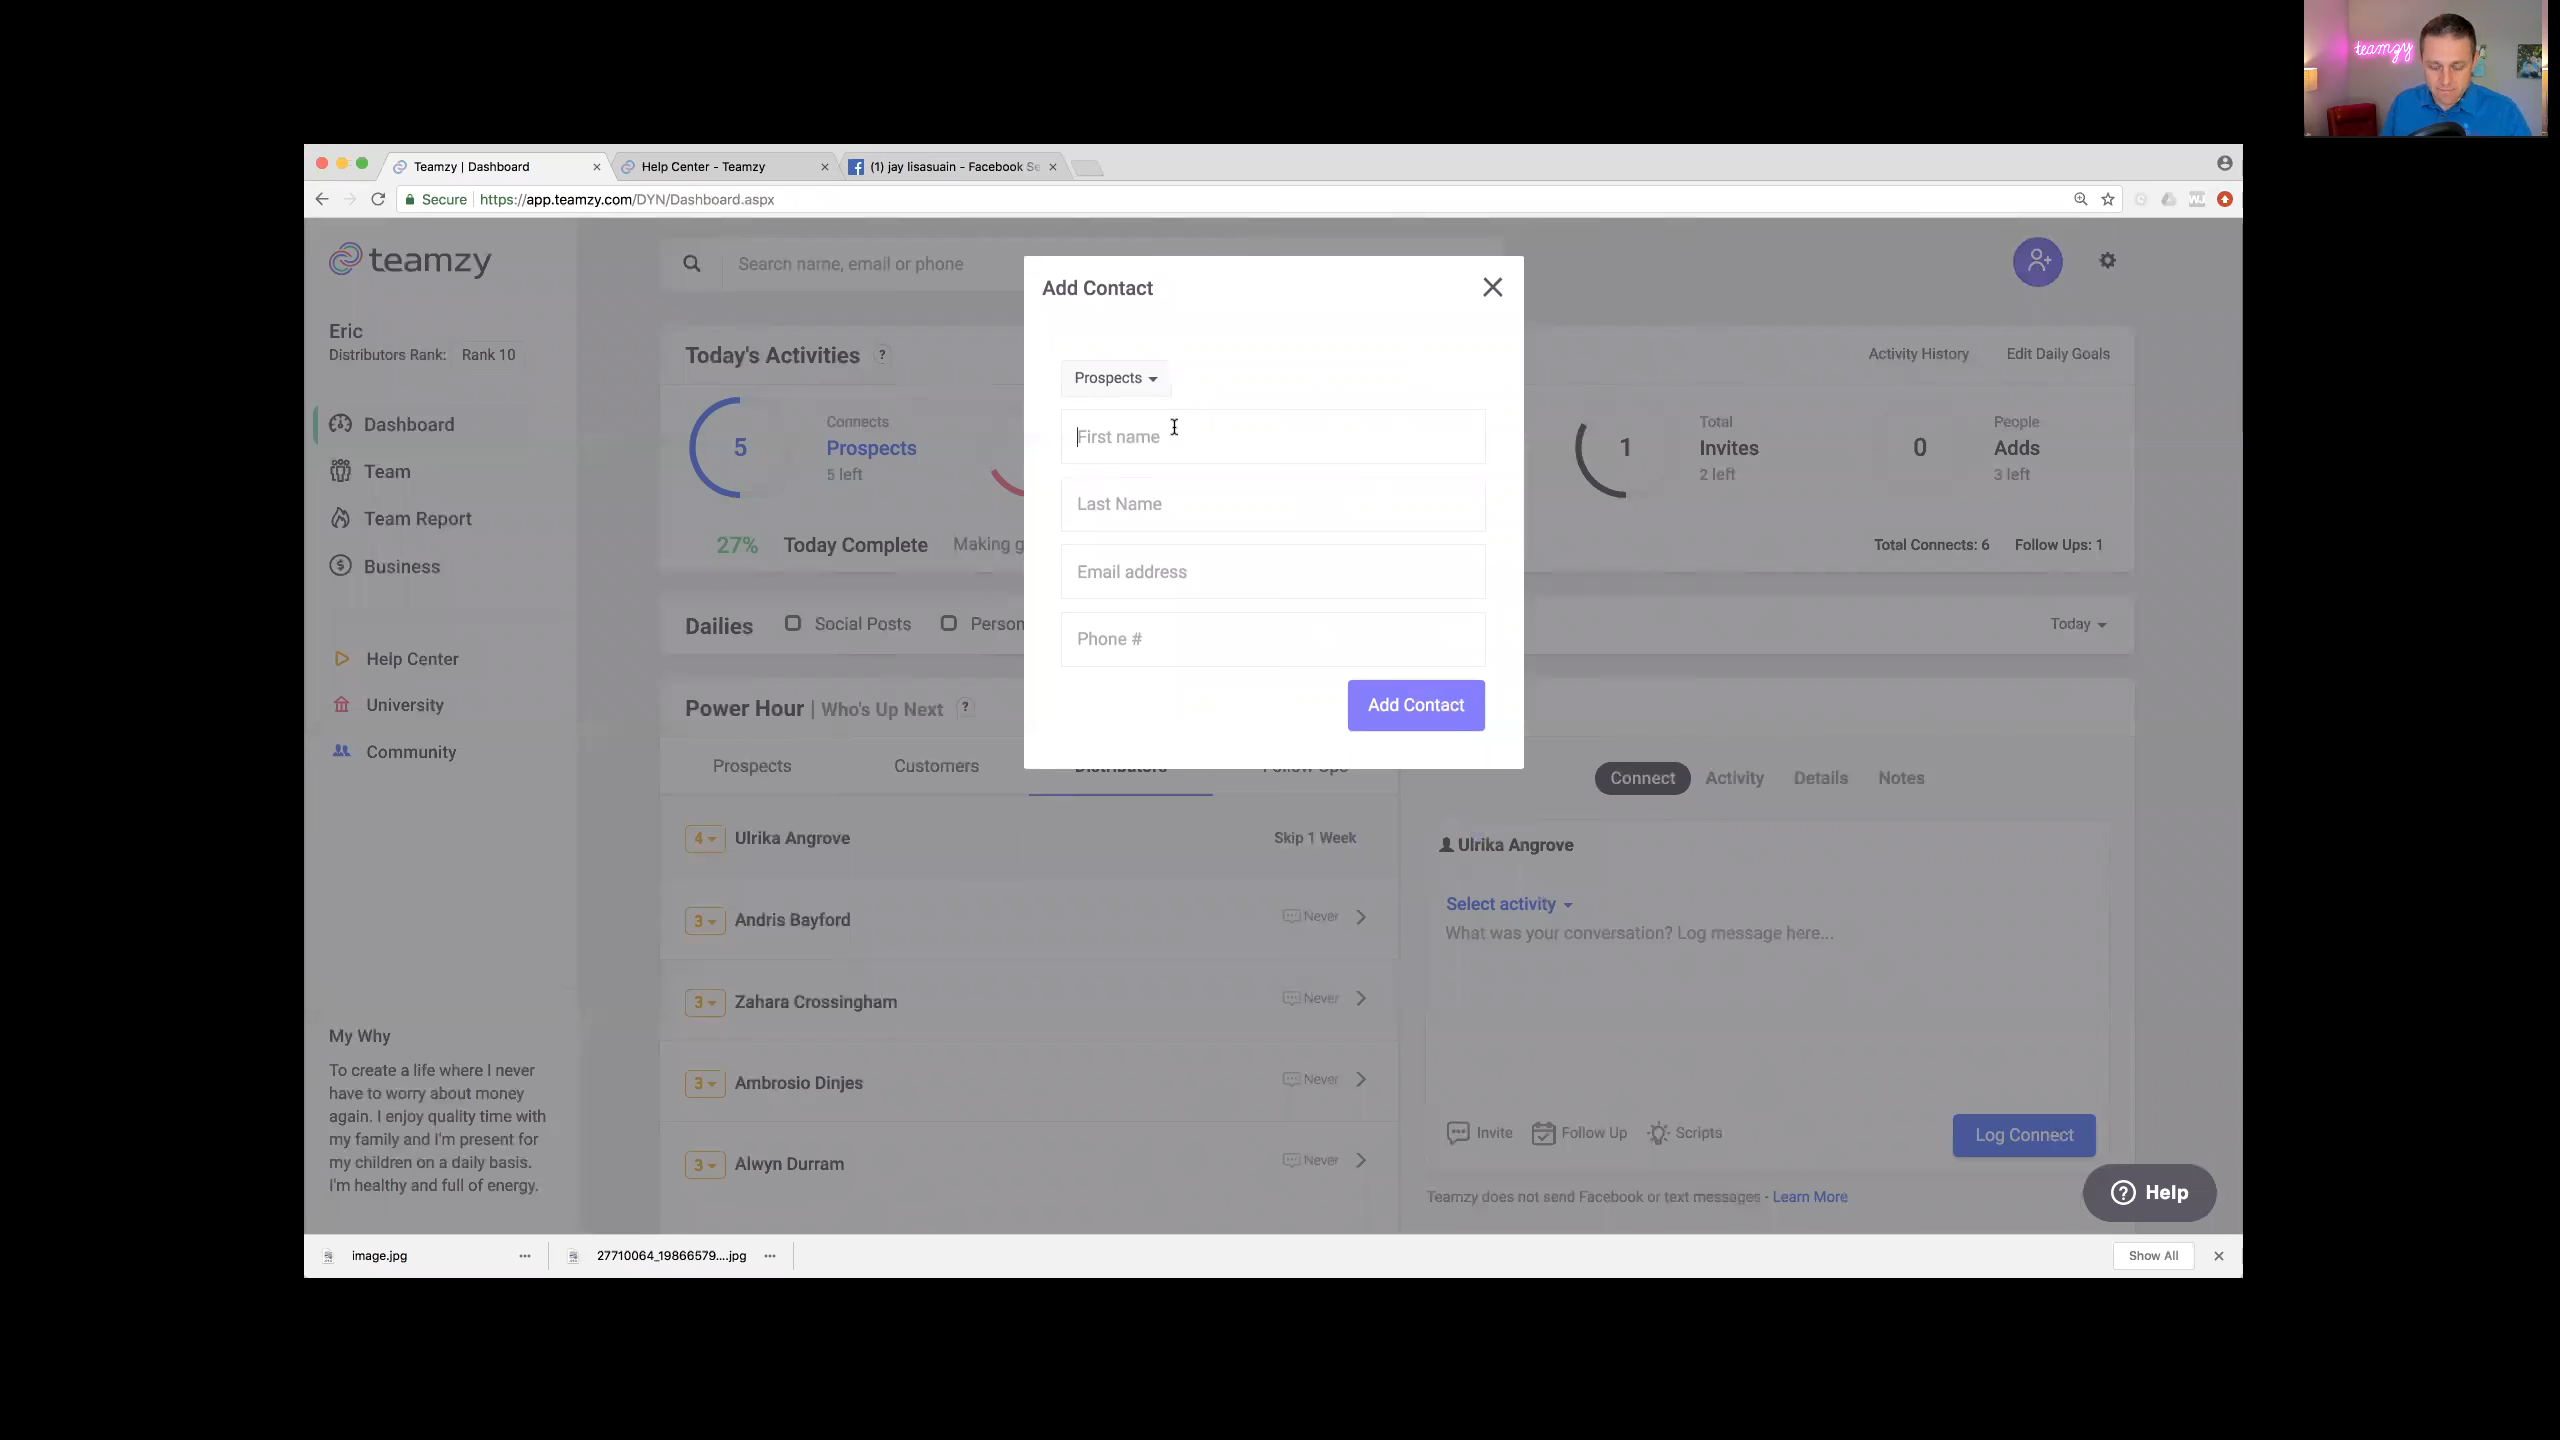 teamzy
Teamzy | Dashboard
Help Center - Teamzy
(1) jay lisasuain - Facebook Se
Secure
https://app.teamzy.com/DYN/Dashboard.aspx
teamzy
Search name, email or phone
Add Contact
Eric
Distributors Rank: Rank 10
Dashboard
Team
Team Report
Business
Help Center
University
Community
My Why
To create a life where I never
have to worry about money
again. I enjoy quality time with
my family and I'm present for
my children on a daily basis.
I'm healthy and full of energy.
Today's Activities ?
Activity History
Edit Daily Goals
5
Connects
Prospects
5 left
1
Total
Invites
2 left
0
People
Adds
3 left
27% Today Complete Making g
Total Connects: 6 Follow Ups: 1
Prospects
First name
Last Name
Email address
Phone #
Add Contact
Dailies Social Posts Person
Today
Power Hour | Who's Up Next ?
Prospects
Customers
Distributors
Follow Ups
4 Ulrika Angrove Skip 1 Week
3 Andris Bayford Never
3 Zahara Crossingham Never
3 Ambrosio Dinjes Never
3 Alwyn Durram Never
Connect Activity Details Notes
Ulrika Angrove
Select activity
What was your conversation? Log message here...
Invite Follow Up Scripts
Log Connect
Teamzy does not send Facebook or text messages - Learn More
? Help
image.jpg
27710064_19866579....jpg
Show All